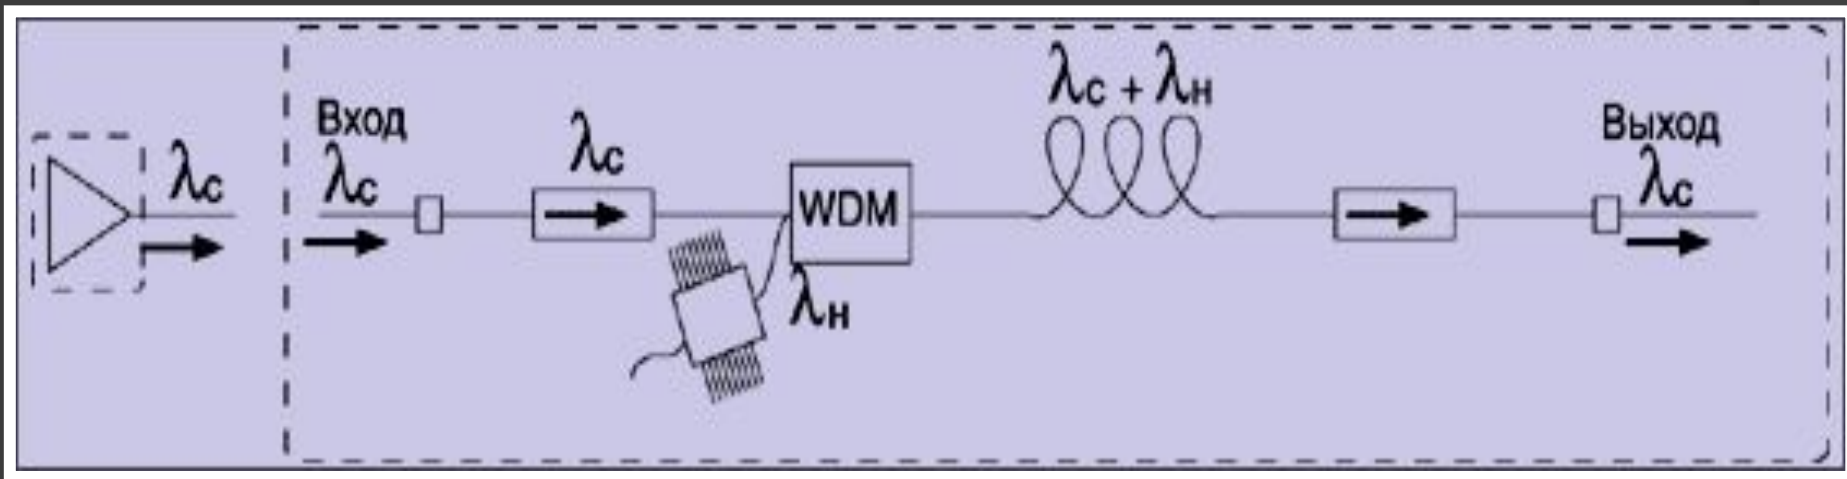 λс
Вход
λс
λс
WDM
λн
λс + λн
Выход
λс